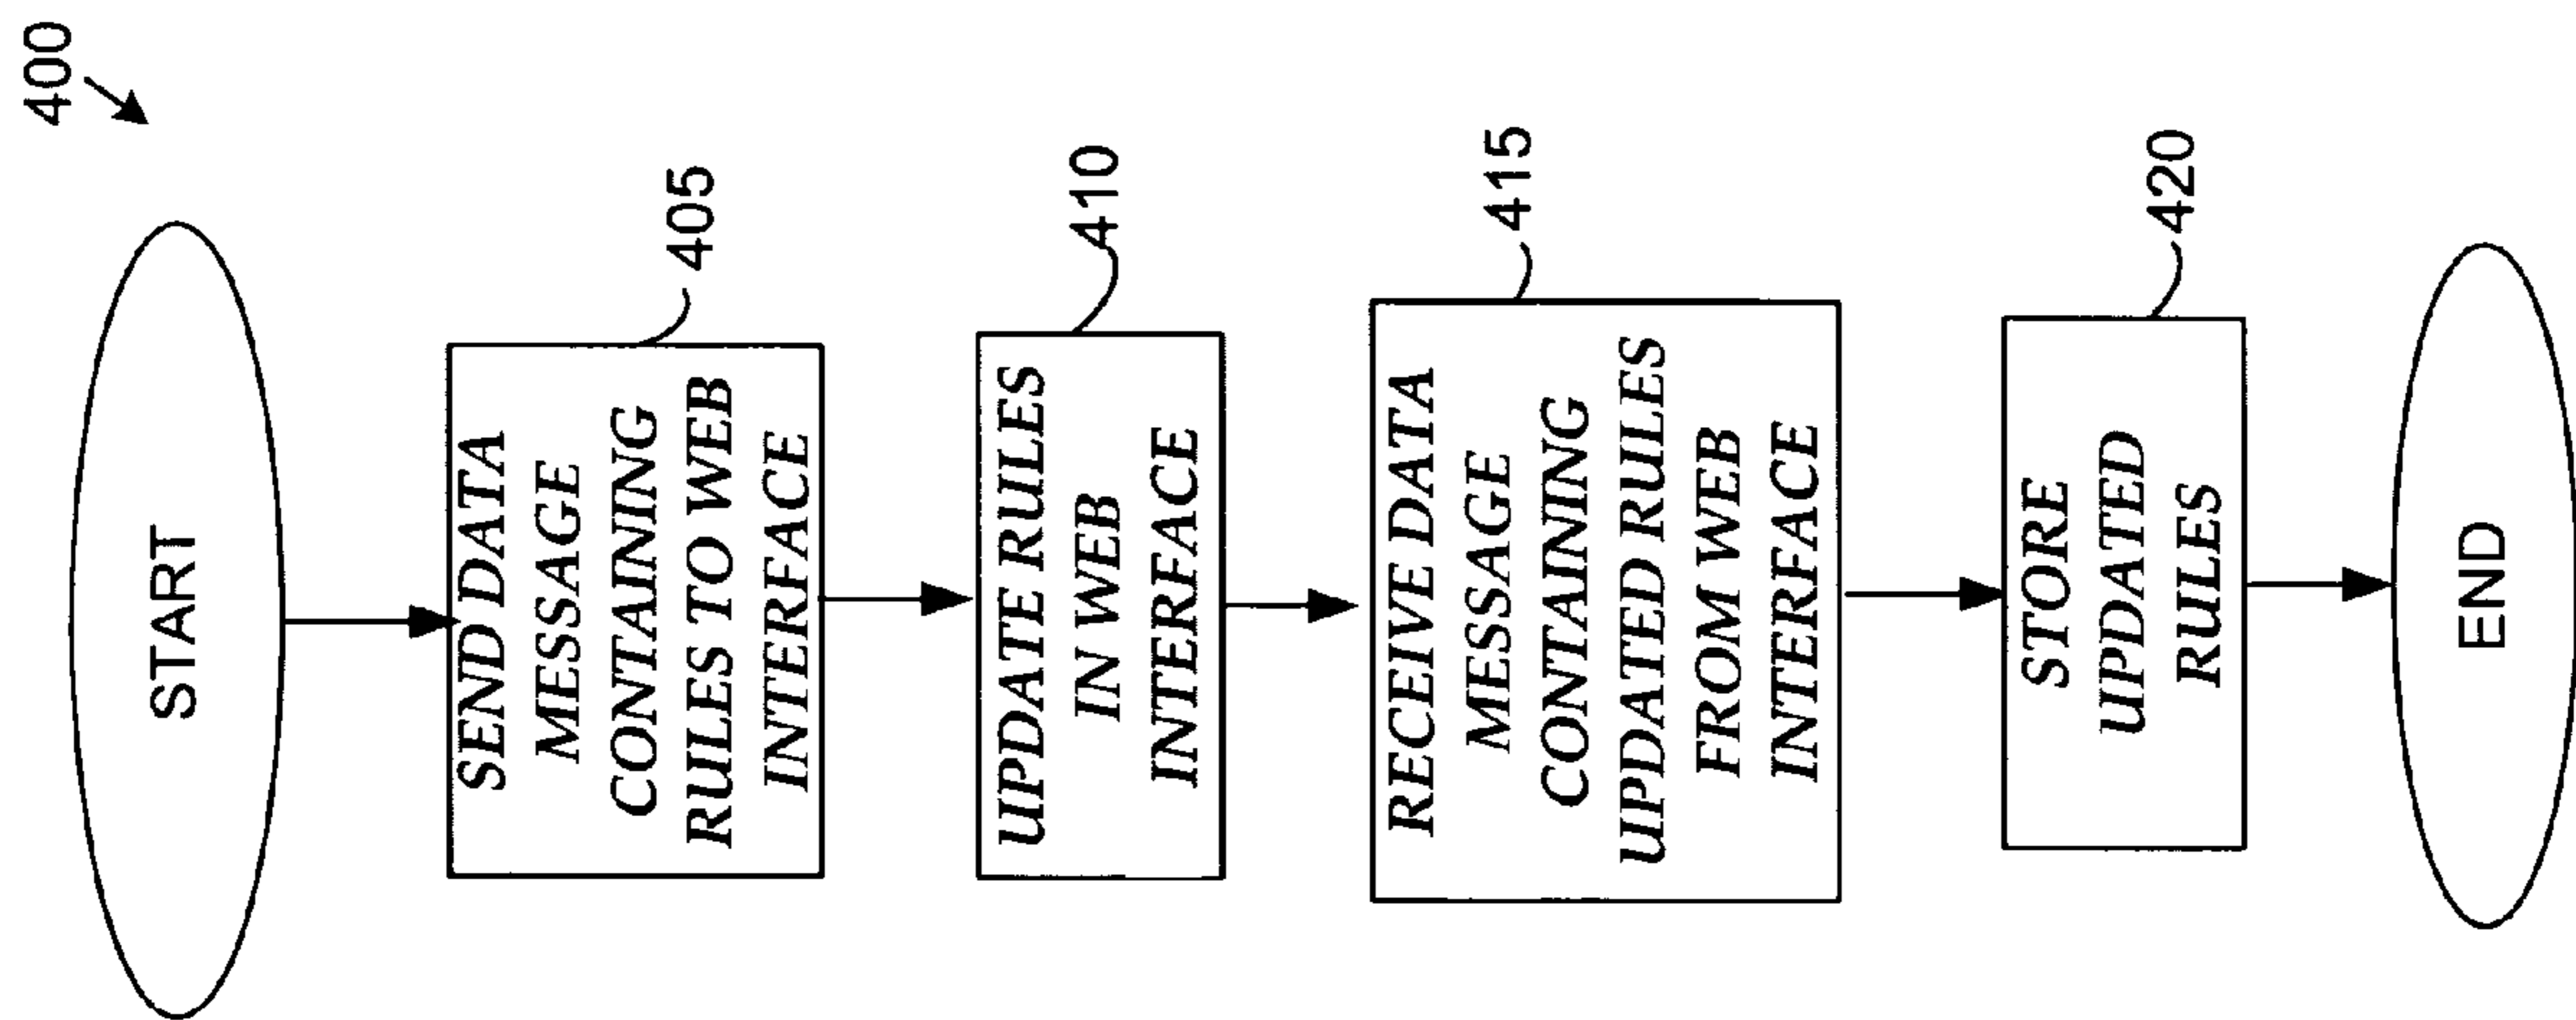 400
START
SEND DATA
MESSAGE
CONTAINING
RULES TO WEB
INTERFACE
405
UPDATE RULES
IN WEB
INTERFACE
410
RECEIVE DATA
MESSAGE
CONTAINING
UPDATED RULES
FROM WEB
INTERFACE
415
STORE
UPDATED
RULES
420
END